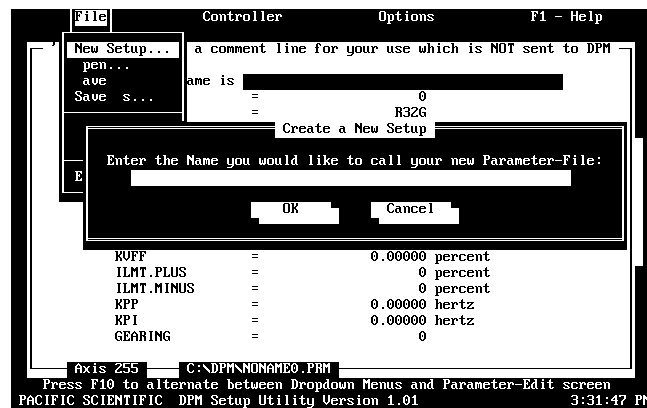 File Controller Options F1 - Help
New Setup... a comment line for your use which is NOT sent to DPM
pen...
ave ame is
Save s...
= 0
= R32G
Create a New Setup
Enter the Name you would like to call your new Parameter-File:
E
OK Cancel
KVFF = 0.00000 percent
ILMT.PLUS = 0 percent
ILMT.MINUS = 0 percent
KPP = 0.00000 hertz
KPI = 0.00000 hertz
GEARING = 0
Axis 255 C:\DPM\NONAME0.PRM
Press F10 to alternate between Dropdown Menus and Parameter-Edit screen
PACIFIC SCIENTIFIC DPM Setup Utility Version 1.01 3:31:47 PM